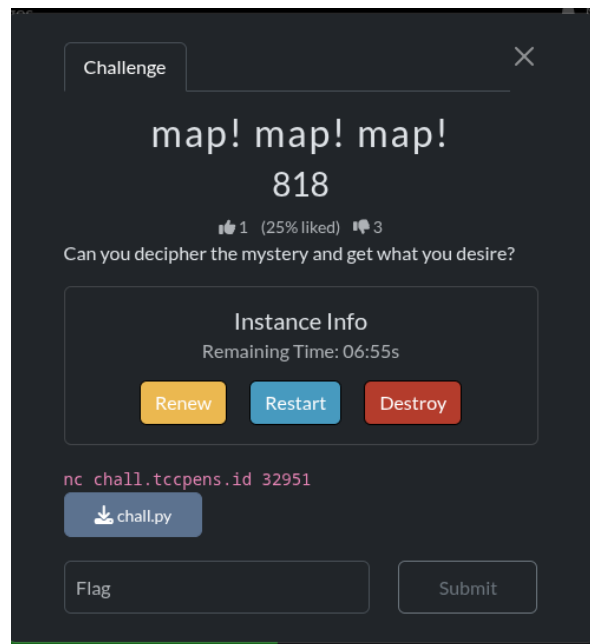 Challenge
map! map! map!
818
1 (25% liked) 3
Can you decipher the mystery and get what you desire?
Instance Info
Remaining Time: 06:55s
Renew Restart Destroy
nc chall.tccpens.id 32951
chall.py
Flag Submit